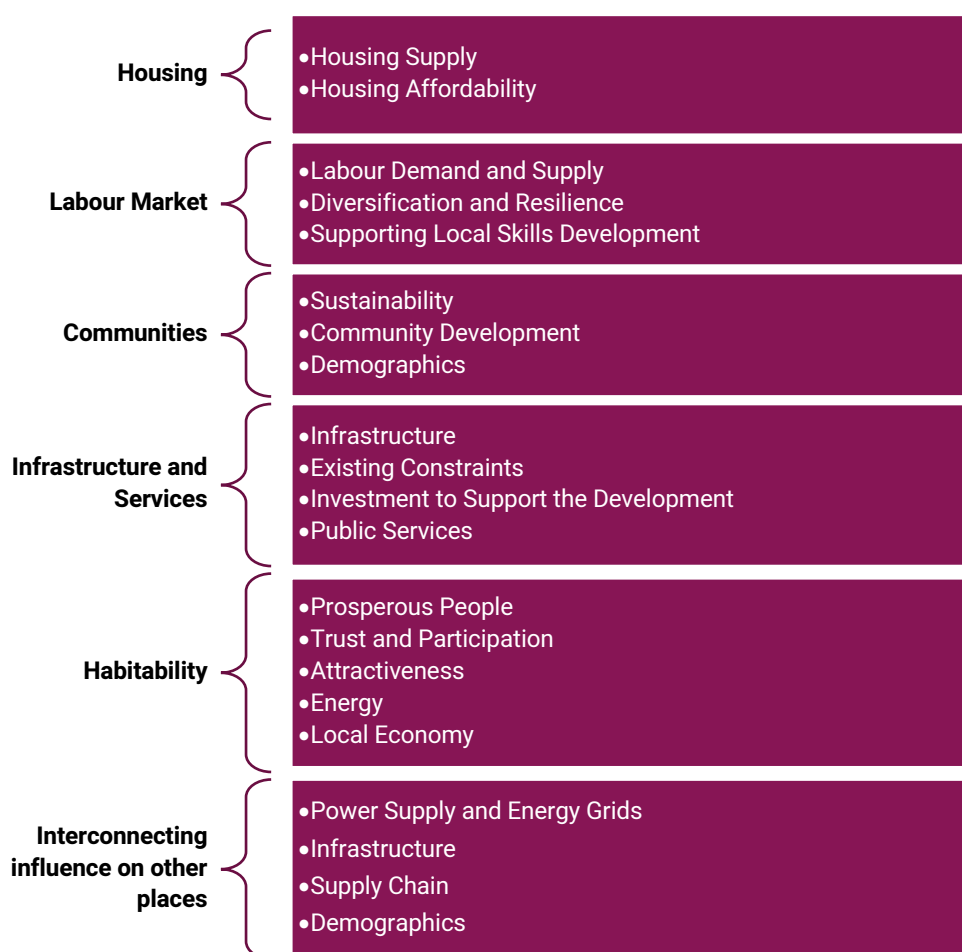 Housing
•Housing Supply
•Housing Affordability
Labour Market
•Labour Demand and Supply
•Diversification and Resilience
•Supporting Local Skills Development
Communities
•Sustainability
•Community Development
•Demographics
Infrastructure and
Services
•Infrastructure
•Existing Constraints
•Investment to Support the Development
•Public Services
Habitability
•Prosperous People
•Trust and Participation
•Attractiveness
•Energy
•Local Economy
Interconnecting
influence on other
places
•Power Supply and Energy Grids
•Infrastructure
•Supply Chain
•Demographics